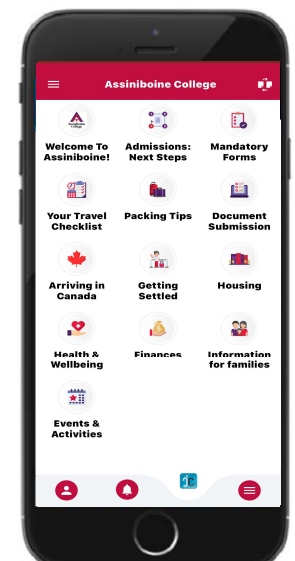 Assiniboine College
Welcome To
Assiniboine!
Admissions:
Next Steps
Mandatory
Forms
Your Travel
Checklist
Packing Tips
Document
Submission
Arriving in
Canada
Getting
Settled
Housing
Health &
Wellbeing
Finances
Information
for families
Events &
Activities